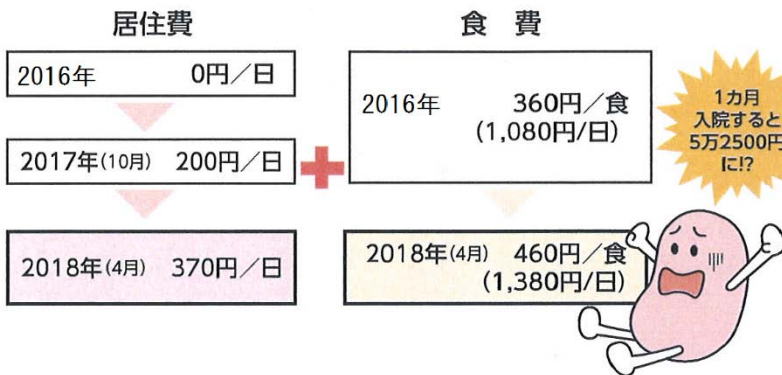 居住費
2016年 0円／日
2017年(10月) 200円／日
2018年(4月) 370円／日
食 費
2016年 360円／食
(1,080円/日)
2018年(4月) 460円／食
(1,380円/日)
1カ月
入院すると
5万2500円
に!?